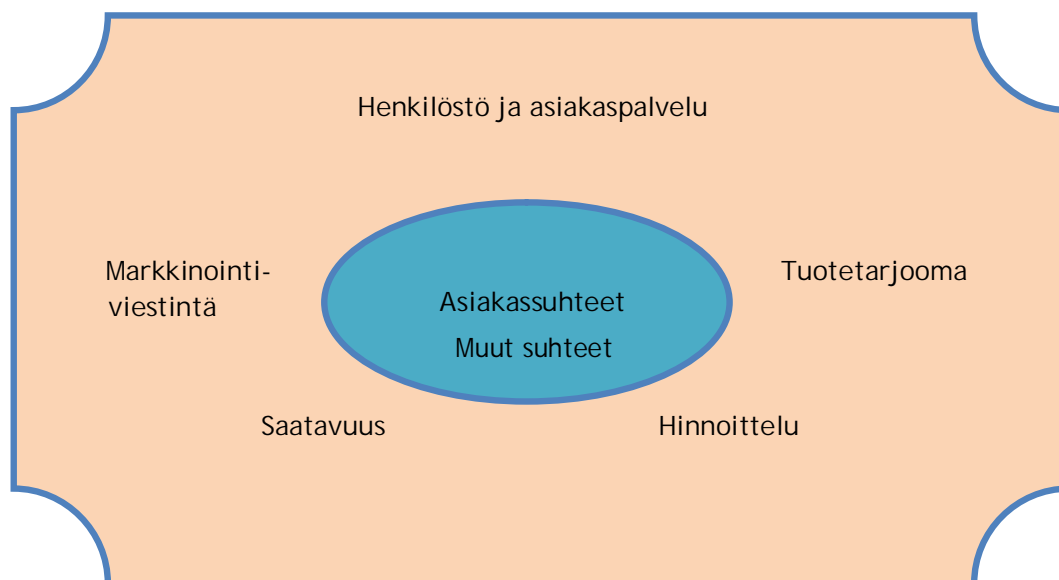 Henkilöstö ja asiakaspalvelu
Markkinointi-
viestintä
Tuotetarjooma
Asiakassuhteet
Muut suhteet
Saatavuus
Hinnoittelu